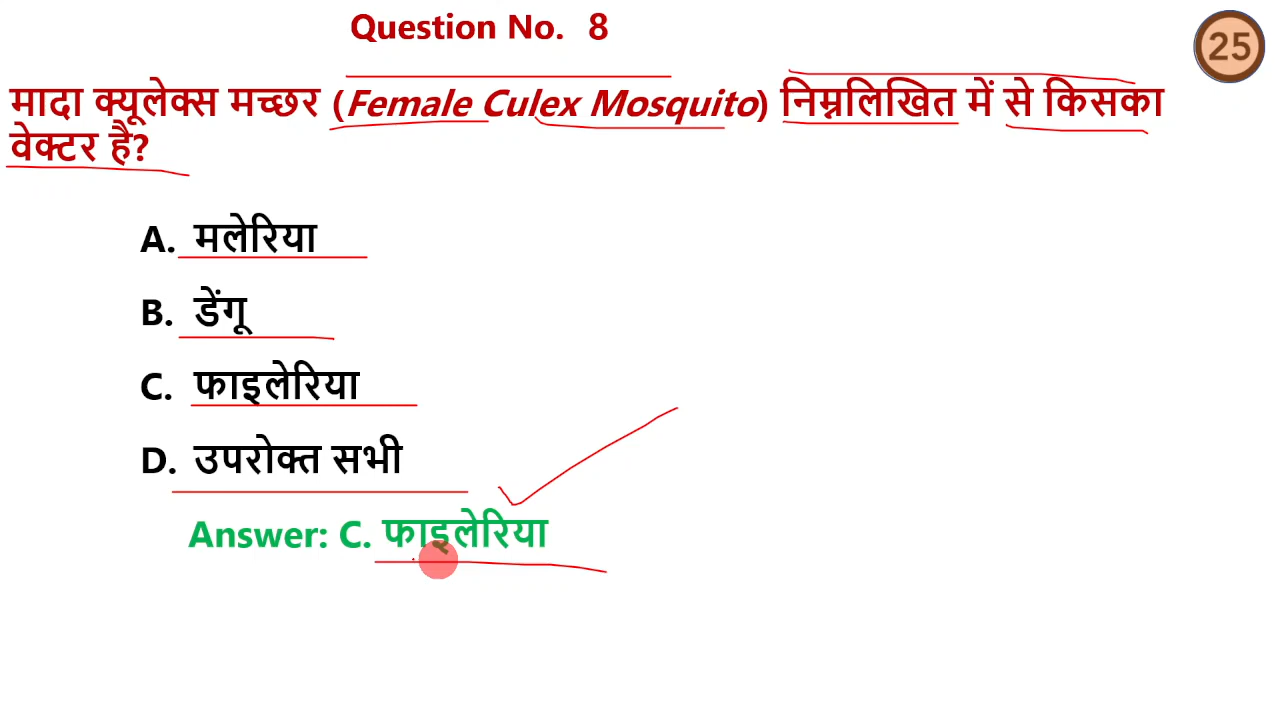 Question No. 8
25
मादा क्यूलेक्स मच्छर (Female Culex Mosquito) निम्नलिखित में से किसका
वेक्टर है?
A. मलेरिया
B. डेंगू
C. फाइलेरिया
D. उपरोक्त सभी
Answer: C. फाइलेरिया